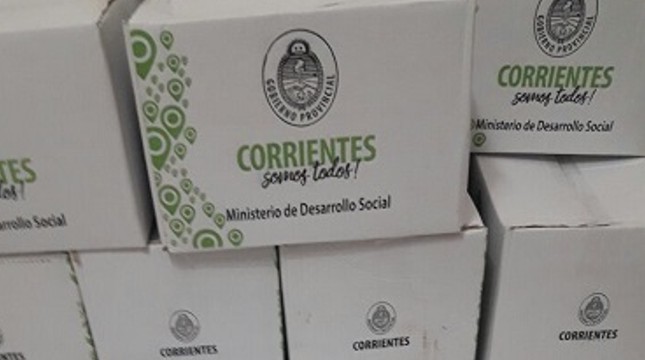 GOBIERNO PROVINCIAL
CORRIENTES
somos todos!
Ministerio de Desarrollo Social
CORRIENTES
somos todos!
Ministerio de Desarrollo Social
CORRIENTES
CORRIENTES
CORRIENTES